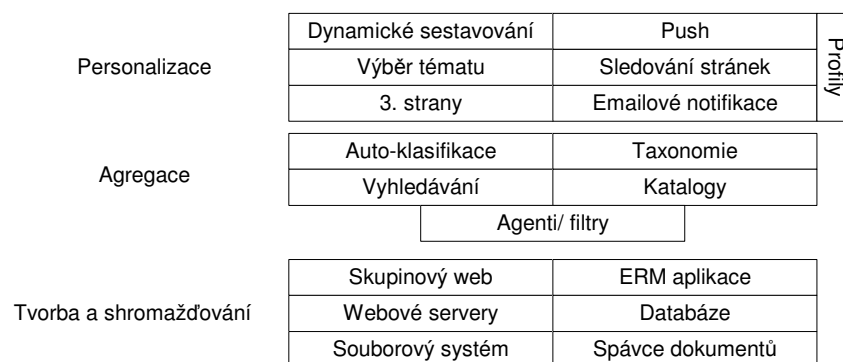 Dynamické sestavování Push
Personalizace Výběr tématu Sledování stránek Profily
3. strany Emailové notifikace
Auto-klasifikace Taxonomie
Agregace
Vyhledávání Katalogy
Agenti/ filtry
Skupinový web ERM aplikace
Tvorba a shromažďování Webové servery Databáze
Souborový systém Spávce dokumentů